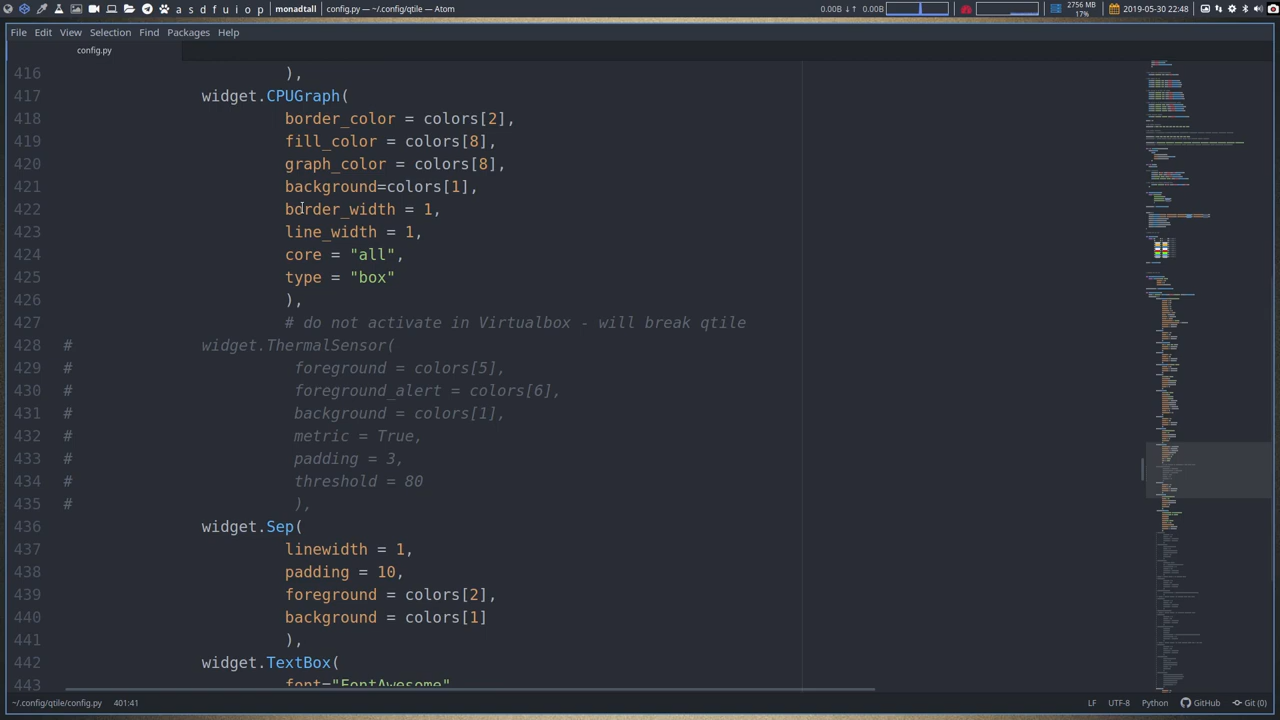 a s d f u i o p monadtall config.py — ~/.config/qtile — Atom 0.00B ↓↑ 0.00B 2756 MB 17% 2019-05-30 22:48
File Edit View Selection Find Packages Help
config.py
416 ),
417 widget.CPUGraph(
418 border_color = colors[2],
419 fill_color = colors[8],
420 graph_color = colors[8],
421 background=colors[1],
422 border_width = 1,
423 line_width = 1,
424 core = "all",
425 type = "box"
426 ),
427 # do not activate in virtualbox - will break qtile
428 # widget.ThermalSensor(
429 # foreground = colors[5],
430 # foreground_alert = colors[6],
431 # background = colors[1],
432 # metric = True,
433 # padding = 3,
434 # threshold = 80
435 # ),
436 widget.Sep(
437 linewidth = 1,
438 padding = 10,
439 foreground = colors[2],
440 background = colors[1]
441 ),
442 widget.TextBox(
443 font="FontAwesome"
~/.config/qtile/config.py 401:41 LF UTF-8 Python GitHub Git (0)